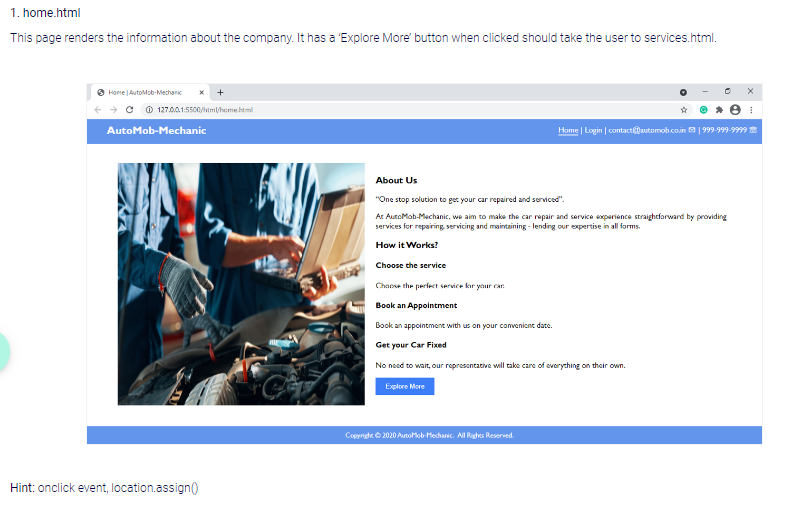 1. home.html
This page renders the information about the company. It has a ‘Explore More’ button when clicked should take the user to services.html.
Home | AutoMob-Mechanic
127.0.0.1:5500/html/home.html
AutoMob-Mechanic
Home | Login | contact@automob.co.in | 999-999-9999
About Us
"One stop solution to get your car repaired and serviced".
At AutoMob-Mechanic, we aim to make the car repair and service experience straightforward by providing
services for repairing, servicing and maintaining - lending our expertise in all forms.
How it Works?
Choose the service
Choose the perfect service for your car.
Book an Appointment
Book an appointment with us on your convenient date.
Get your Car Fixed
No need to wait, our representative will take care of everything on their own.
Explore More
Copyright © 2020 AutoMob-Mechanic. All Rights Reserved.
Hint: onclick event, location.assign()